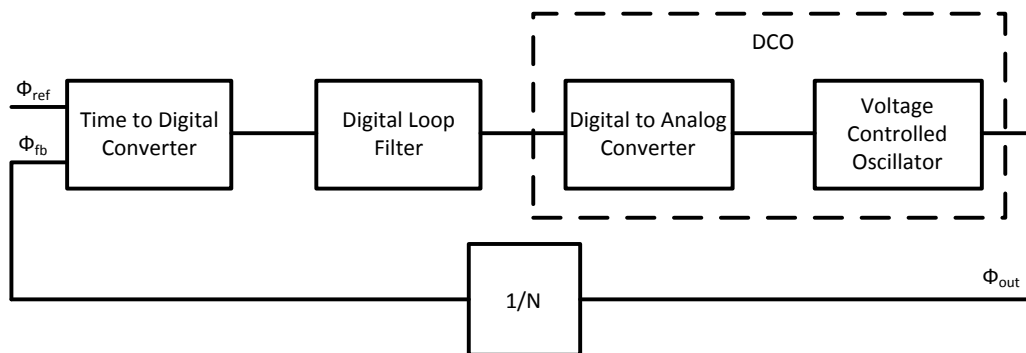 DCO
Φref
Φfb
Time to Digital
Converter
Digital Loop
Filter
Digital to Analog
Converter
Voltage
Controlled
Oscillator
1/N
Φout